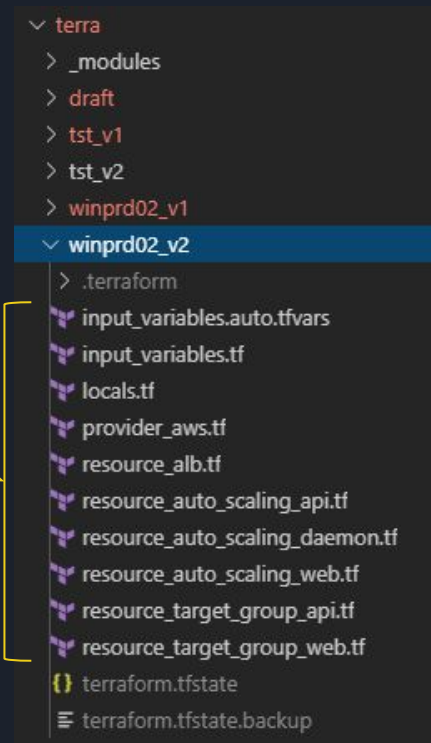 terra
_modules
draft
tst_v1
tst_v2
winprd02_v1
winprd02_v2
.terraform
input_variables.auto.tfvars
input_variables.tf
locals.tf
provider_aws.tf
resource_alb.tf
resource_auto_scaling_api.tf
resource_auto_scaling_daemon.tf
resource_auto_scaling_web.tf
resource_target_group_api.tf
resource_target_group_web.tf
terraform.tfstate
terraform.tfstate.backup